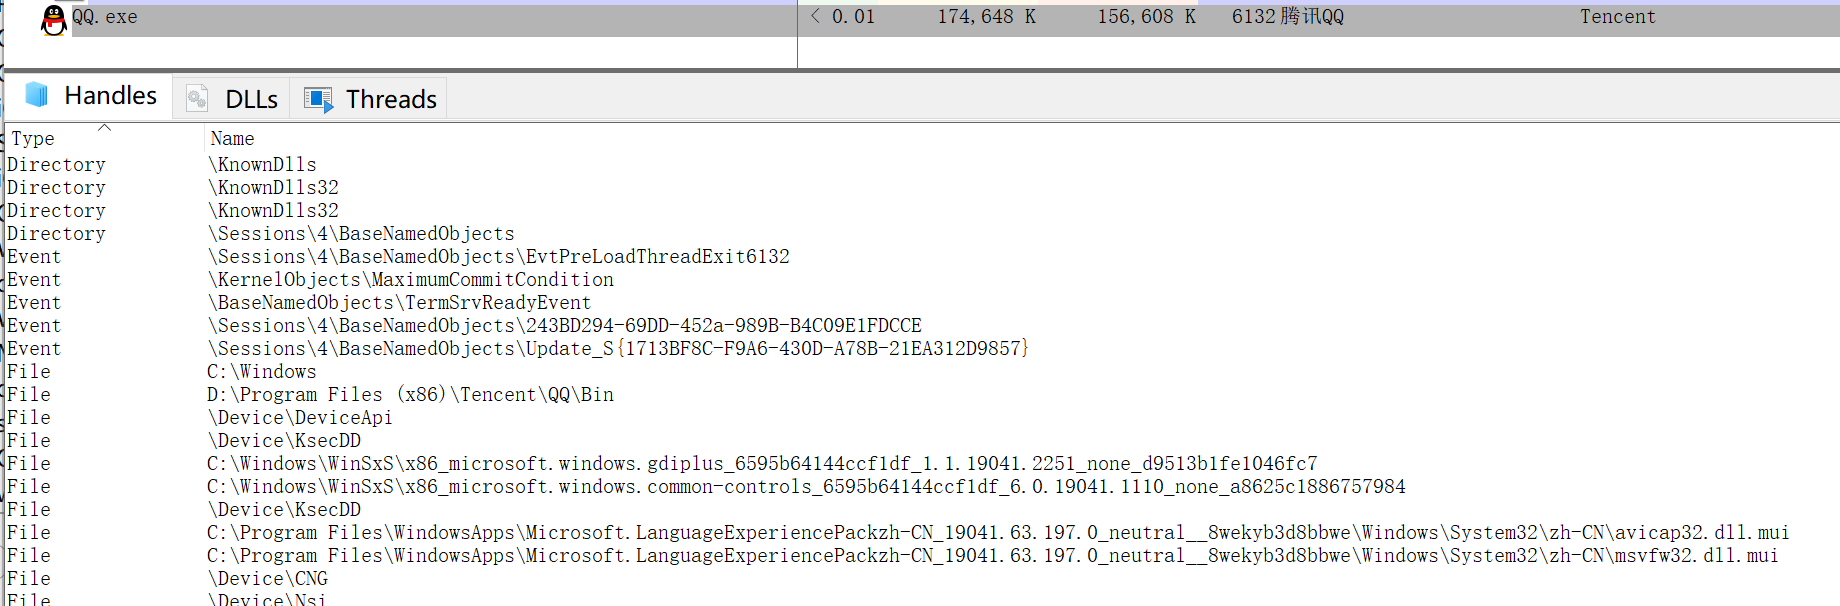 QQ.exe < 0.01 174,648 K 156,608 K 6132 腾讯QQ Tencent
Handles DLLs Threads
Type Name
Directory \KnownDlls
Directory \KnownDlls32
Directory \KnownDlls32
Directory \Sessions\4\BaseNamedObjects
Event \Sessions\4\BaseNamedObjects\EvtPreLoadThreadExit6132
Event \KernelObjects\MaximumCommitCondition
Event \BaseNamedObjects\TermSrvReadyEvent
Event \Sessions\4\BaseNamedObjects\243BD294-69DD-452a-989B-B4C09E1FDCCE
Event \Sessions\4\BaseNamedObjects\Update_S{1713BF8C-F9A6-430D-A78B-21EA312D9857}
File C:\Windows
File D:\Program Files (x86)\Tencent\QQ\Bin
File \Device\DeviceApi
File \Device\KsecDD
File C:\Windows\WinSxS\x86_microsoft.windows.gdiplus_6595b64144ccf1df_1.1.19041.2251_none_d9513b1fe1046fc7
File C:\Windows\WinSxS\x86_microsoft.windows.common-controls_6595b64144ccf1df_6.0.19041.1110_none_a8625c1886757984
File \Device\KsecDD
File C:\Program Files\WindowsApps\Microsoft.LanguageExperiencePackzh-CN_19041.63.197.0_neutral__8wekyb3d8bbwe\Windows\System32\zh-CN\avicap32.dll.mui
File C:\Program Files\WindowsApps\Microsoft.LanguageExperiencePackzh-CN_19041.63.197.0_neutral__8wekyb3d8bbwe\Windows\System32\zh-CN\msvfw32.dll.mui
File \Device\CNG
File \Device\Nsi